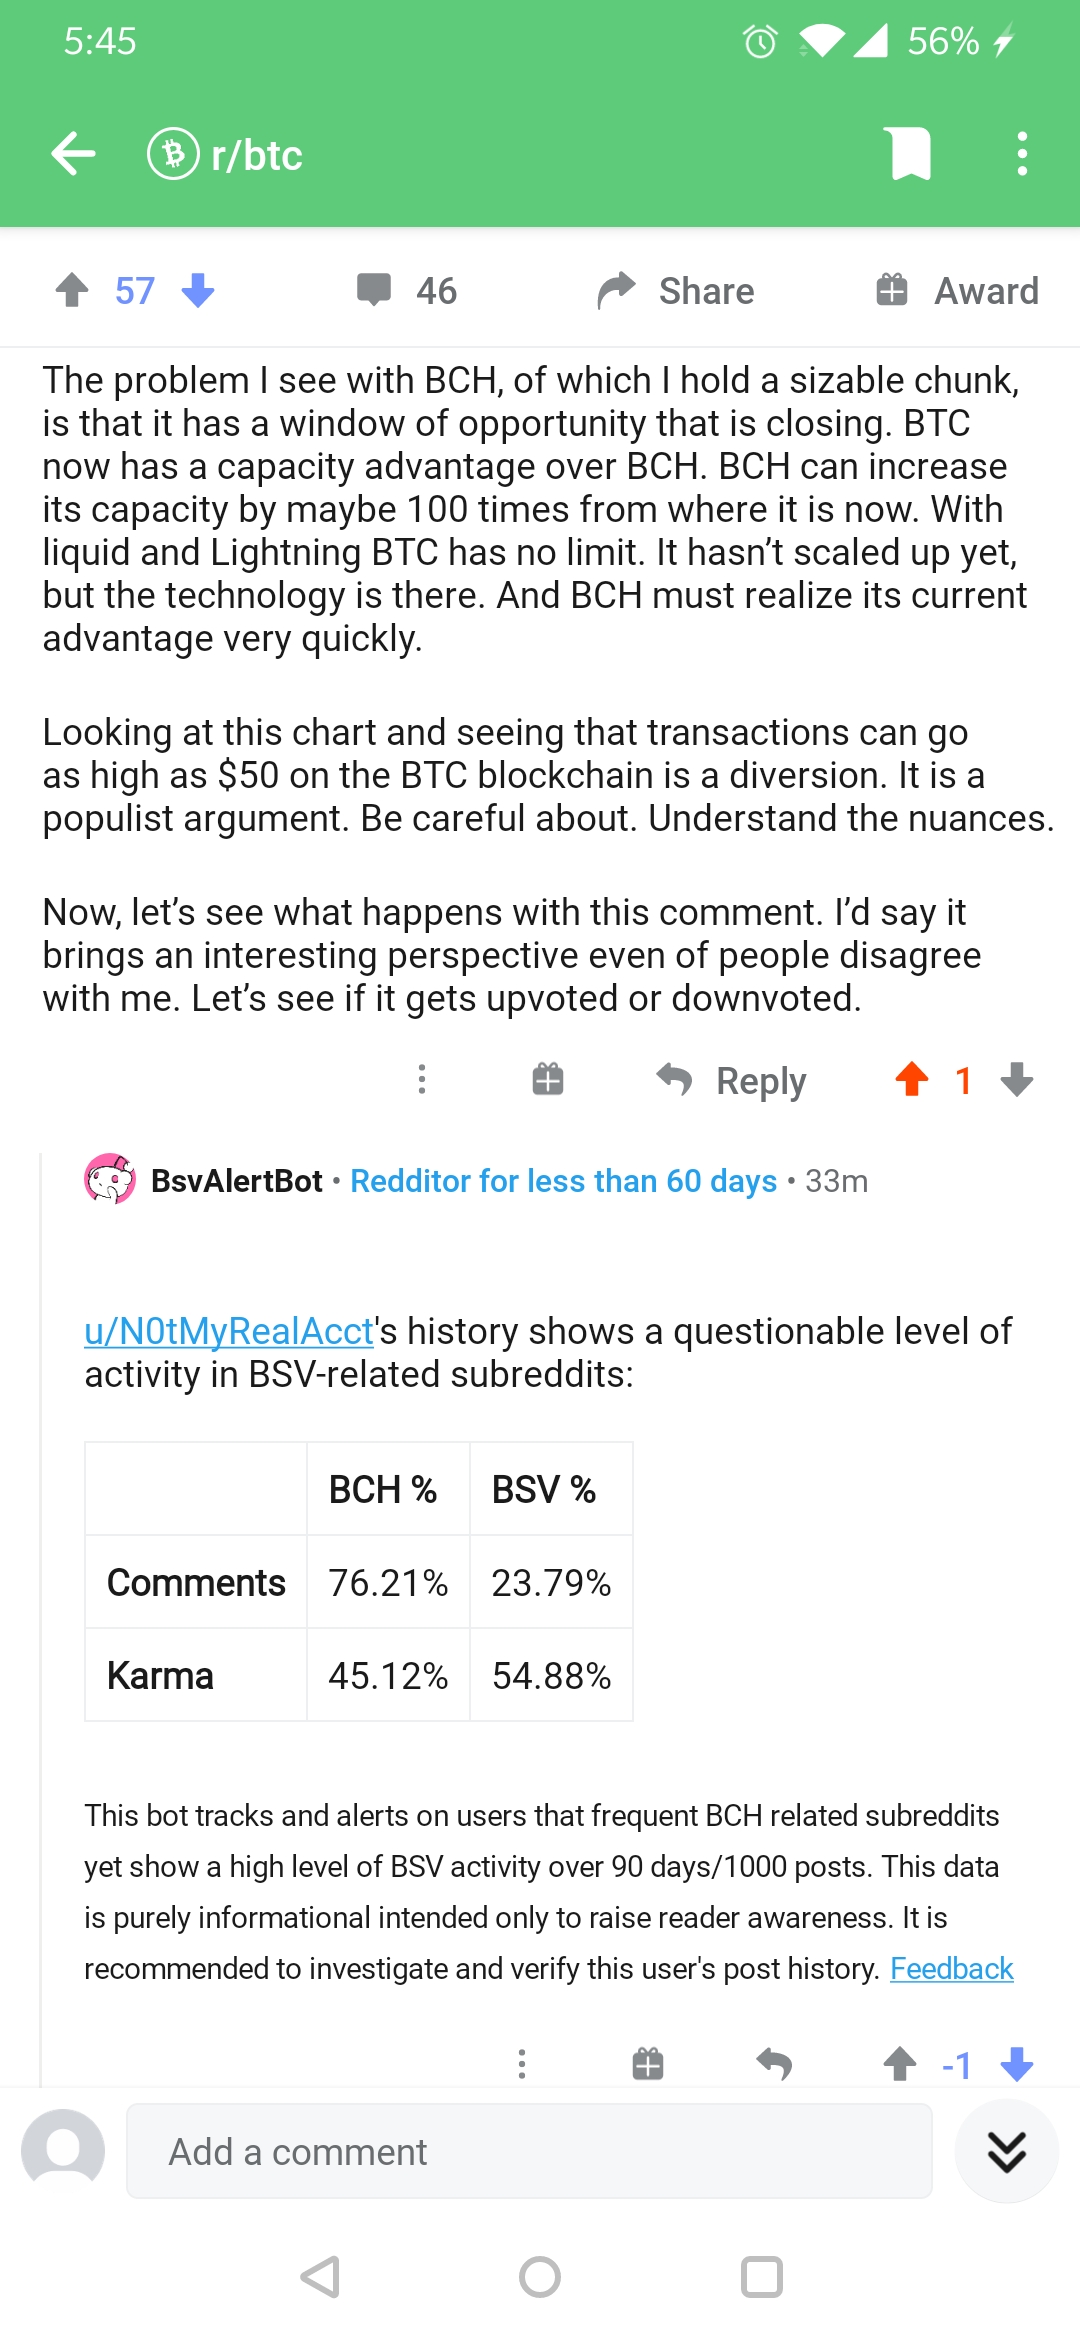 5:45 56%
r/btc
57 46 Share Award
The problem I see with BCH, of which I hold a sizable chunk,
is that it has a window of opportunity that is closing. BTC
now has a capacity advantage over BCH. BCH can increase
its capacity by maybe 100 times from where it is now. With
liquid and Lightning BTC has no limit. It hasn’t scaled up yet,
but the technology is there. And BCH must realize its current
advantage very quickly.
Looking at this chart and seeing that transactions can go
as high as $50 on the BTC blockchain is a diversion. It is a
populist argument. Be careful about. Understand the nuances.
Now, let’s see what happens with this comment. I’d say it
brings an interesting perspective even of people disagree
with me. Let’s see if it gets upvoted or downvoted.
Reply 1
BsvAlertBot • Redditor for less than 60 days • 33m
u/N0tMyRealAcct's history shows a questionable level of
activity in BSV-related subreddits:
BCH % BSV %
Comments 76.21% 23.79%
Karma 45.12% 54.88%
This bot tracks and alerts on users that frequent BCH related subreddits
yet show a high level of BSV activity over 90 days/1000 posts. This data
is purely informational intended only to raise reader awareness. It is
recommended to investigate and verify this user's post history. Feedback
-1
Add a comment